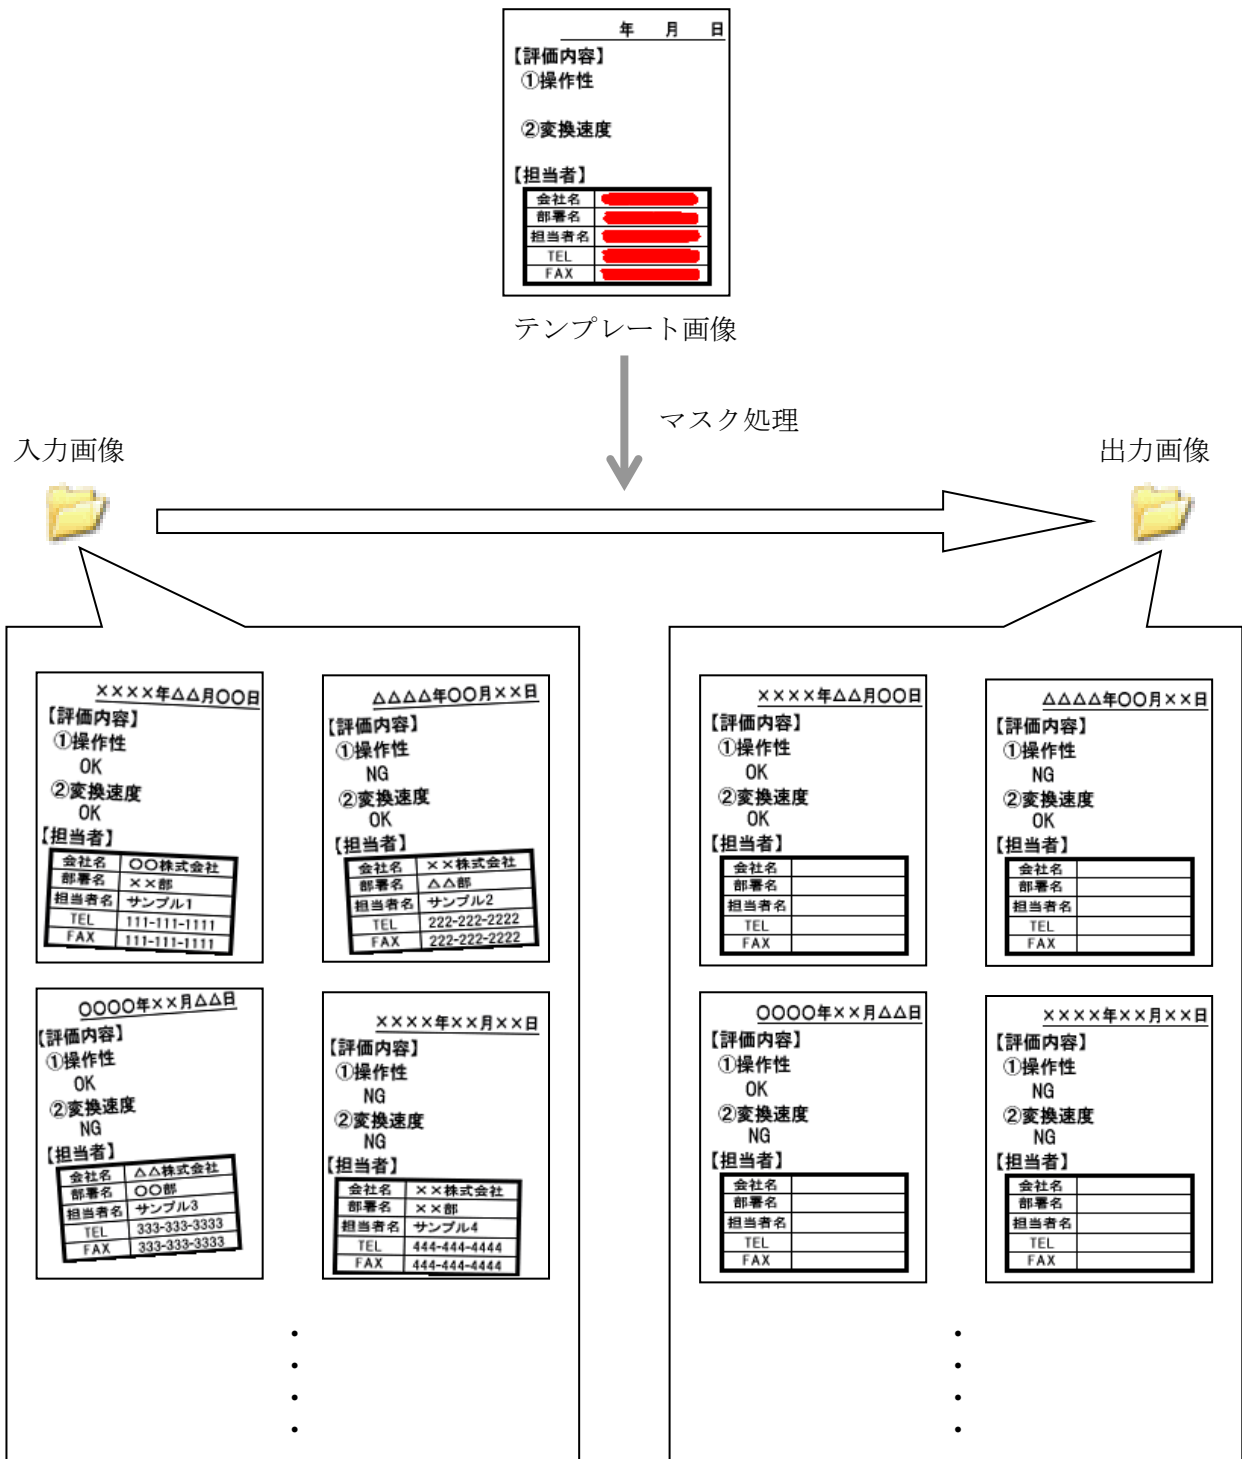 年 月 日
【評価内容】
①操作性
②変換速度
【担当者】
会社名
部署名
担当者名
TEL
FAX
テンプレート画像
マスク処理
入力画像
出力画像
××××年△△月〇〇日
【評価内容】
①操作性
OK
②変換速度
OK
【担当者】
会社名 〇〇株式会社
部署名 ××部
担当者名 サンプル1
TEL 111-111-1111
FAX 111-111-1111
△△△△年〇〇月××日
【評価内容】
①操作性
NG
②変換速度
OK
【担当者】
会社名 ××株式会社
部署名 △△部
担当者名 サンプル2
TEL 222-222-2222
FAX 222-222-2222
〇〇〇〇年××月△△日
【評価内容】
①操作性
OK
②変換速度
NG
【担当者】
会社名 △△株式会社
部署名 〇〇部
担当者名 サンプル3
TEL 333-333-3333
FAX 333-333-3333
××××年××月××日
【評価内容】
①操作性
NG
②変換速度
NG
【担当者】
会社名 ××株式会社
部署名 ××部
担当者名 サンプル4
TEL 444-444-4444
FAX 444-444-4444
××××年△△月〇〇日
【評価内容】
①操作性
OK
②変換速度
OK
【担当者】
会社名
部署名
担当者名
TEL
FAX
△△△△年〇〇月××日
【評価内容】
①操作性
NG
②変換速度
OK
【担当者】
会社名
部署名
担当者名
TEL
FAX
〇〇〇〇年××月△△日
【評価内容】
①操作性
OK
②変換速度
NG
【担当者】
会社名
部署名
担当者名
TEL
FAX
××××年××月××日
【評価内容】
①操作性
NG
②変換速度
NG
【担当者】
会社名
部署名
担当者名
TEL
FAX